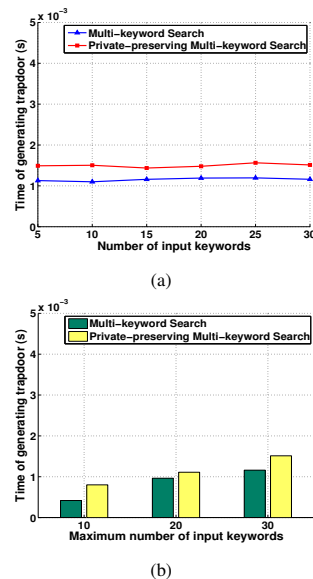 x 10⁻³
5
4
3
2
1
0
Time of generating trapdoor (s)
Multi−keyword Search
Private−preserving Multi−keyword Search
5 10 15 20 25 30
Number of input keywords
(a)
x 10⁻³
5
4
3
2
1
0
Time of generating trapdoor (s)
Multi−keyword Search
Private−preserving Multi−keyword Search
10 20 30
Maximum number of input keywords
(b)